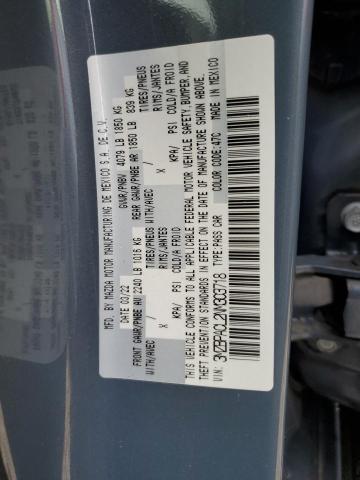 MFD. BY MAZDA MOTOR MANUFACTURING DE MEXICO S.A. DE C.V.
DATE 03/22 GVWR/PNBV 4079 LB 1850 KG
FRONT GAWR/PNBE AV 2240 LB 1016 KG REAR GAWR/PNBE AR 1850 LB 839 KG
WITH/AVEC TIRES/PNEUS WITH/AVEC TIRES/PNEUS
X RIMS/JANTES X RIMS/JANTES
KPA/ PSI COLD/A FROID KPA/ PSI COLD/A FROID
THIS VEHICLE CONFORMS TO ALL APPLICABLE FEDERAL MOTOR VEHICLE SAFETY,BUMPER,AND
THEFT PREVENTION STANDARDS IN EFFECT ON THE DATE OF MANUFACTURE SHOWN ABOVE.
VIN: TYPE:PASS CAR COLOR CODE:47C MADE IN MEXICO